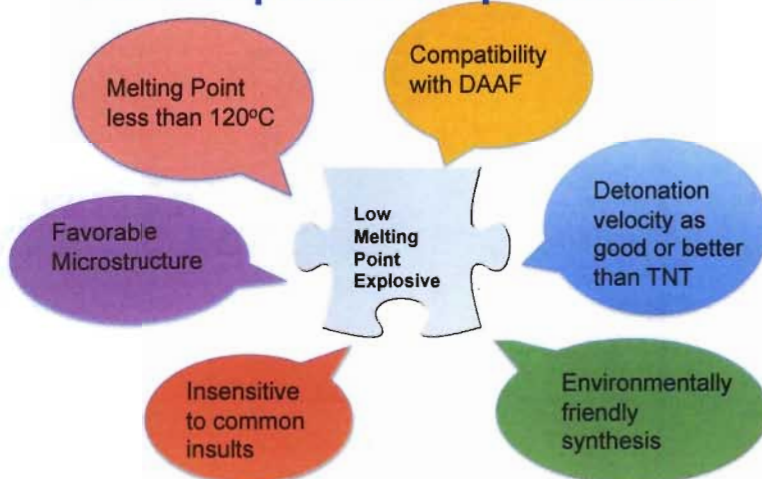 Melting Point
less than 120°C
Compatibility
with DAAF
Favorable
Microstructure
Low
Melting
Point
Explosive
Detonation
velocity as
good or better
than TNT
Insensitive
to common
insults
Environmentally
friendly
synthesis